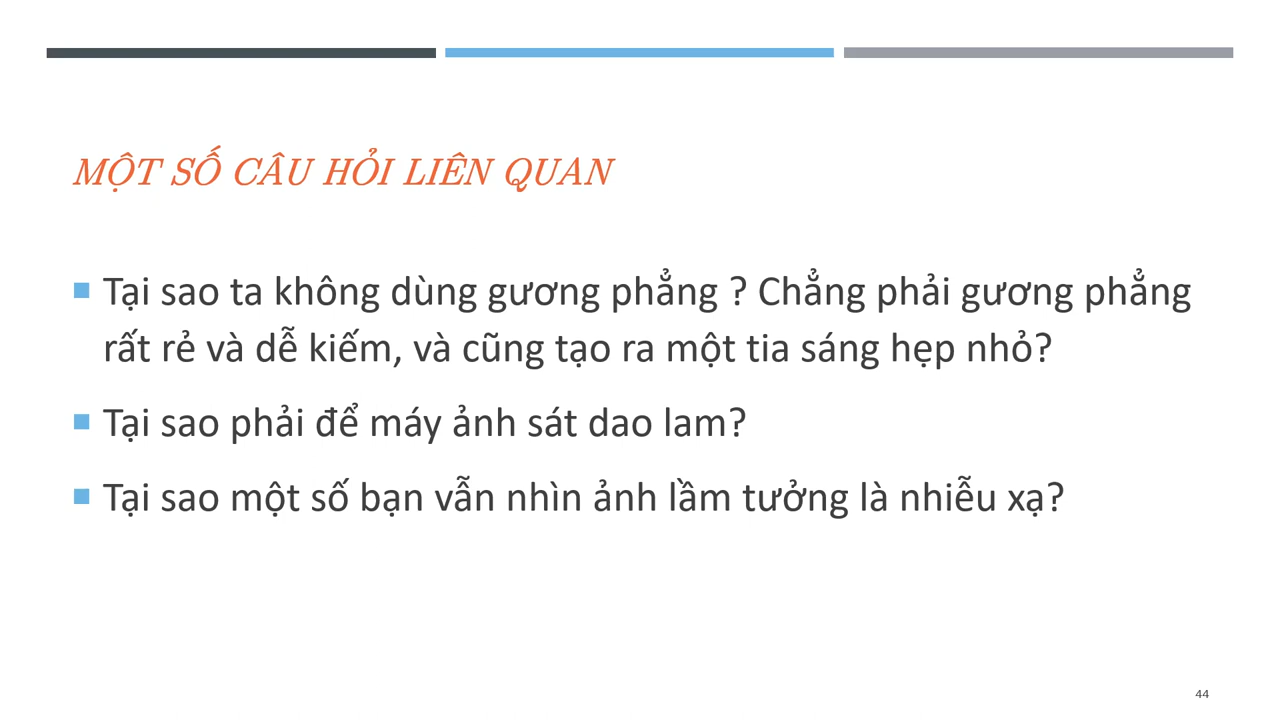 MỘT SỐ CÂU HỎI LIÊN QUAN
Tại sao ta không dùng gương phẳng ? Chẳng phải gương phẳng
rất rẻ và dễ kiếm, và cũng tạo ra một tia sáng hẹp nhỏ?
Tại sao phải để máy ảnh sát dao lam?
Tại sao một số bạn vẫn nhìn ảnh lầm tưởng là nhiễu xạ?
44